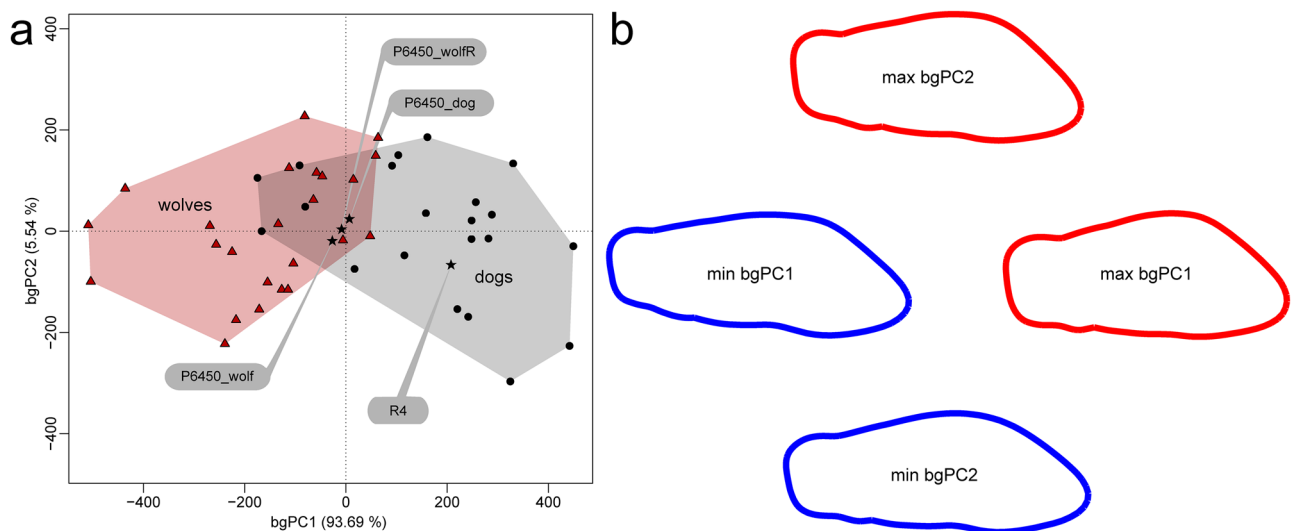 a
b
400
200
0
−200
−400
bgPC2 (5.54 %)
P6450_wolfR
P6450_dog
wolves
dogs
P6450_wolf
R4
−400
−200
0
200
400
bgPC1 (93.69 %)
max bgPC2
min bgPC1
max bgPC1
min bgPC2